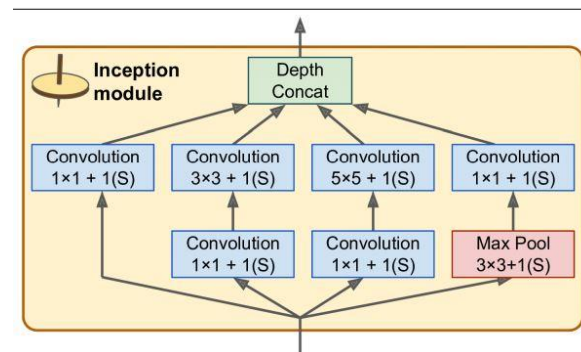 Inception
module
Depth
Concat
Convolution
1×1 + 1(S)
Convolution
3×3 + 1(S)
Convolution
5×5 + 1(S)
Convolution
1×1 + 1(S)
Convolution
1×1 + 1(S)
Convolution
1×1 + 1(S)
Max Pool
3×3+1(S)